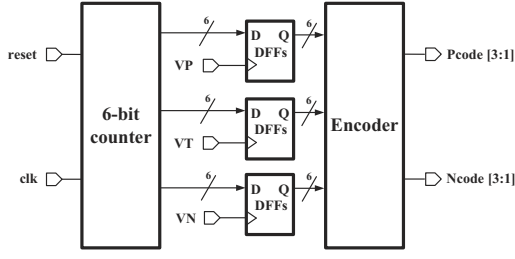 6
D Q
DFFs
6
VP
reset
Pcode [3:1]
6-bit
counter
6
D Q
DFFs
6
VT
Encoder
clk
6
D Q
DFFs
6
VN
Ncode [3:1]